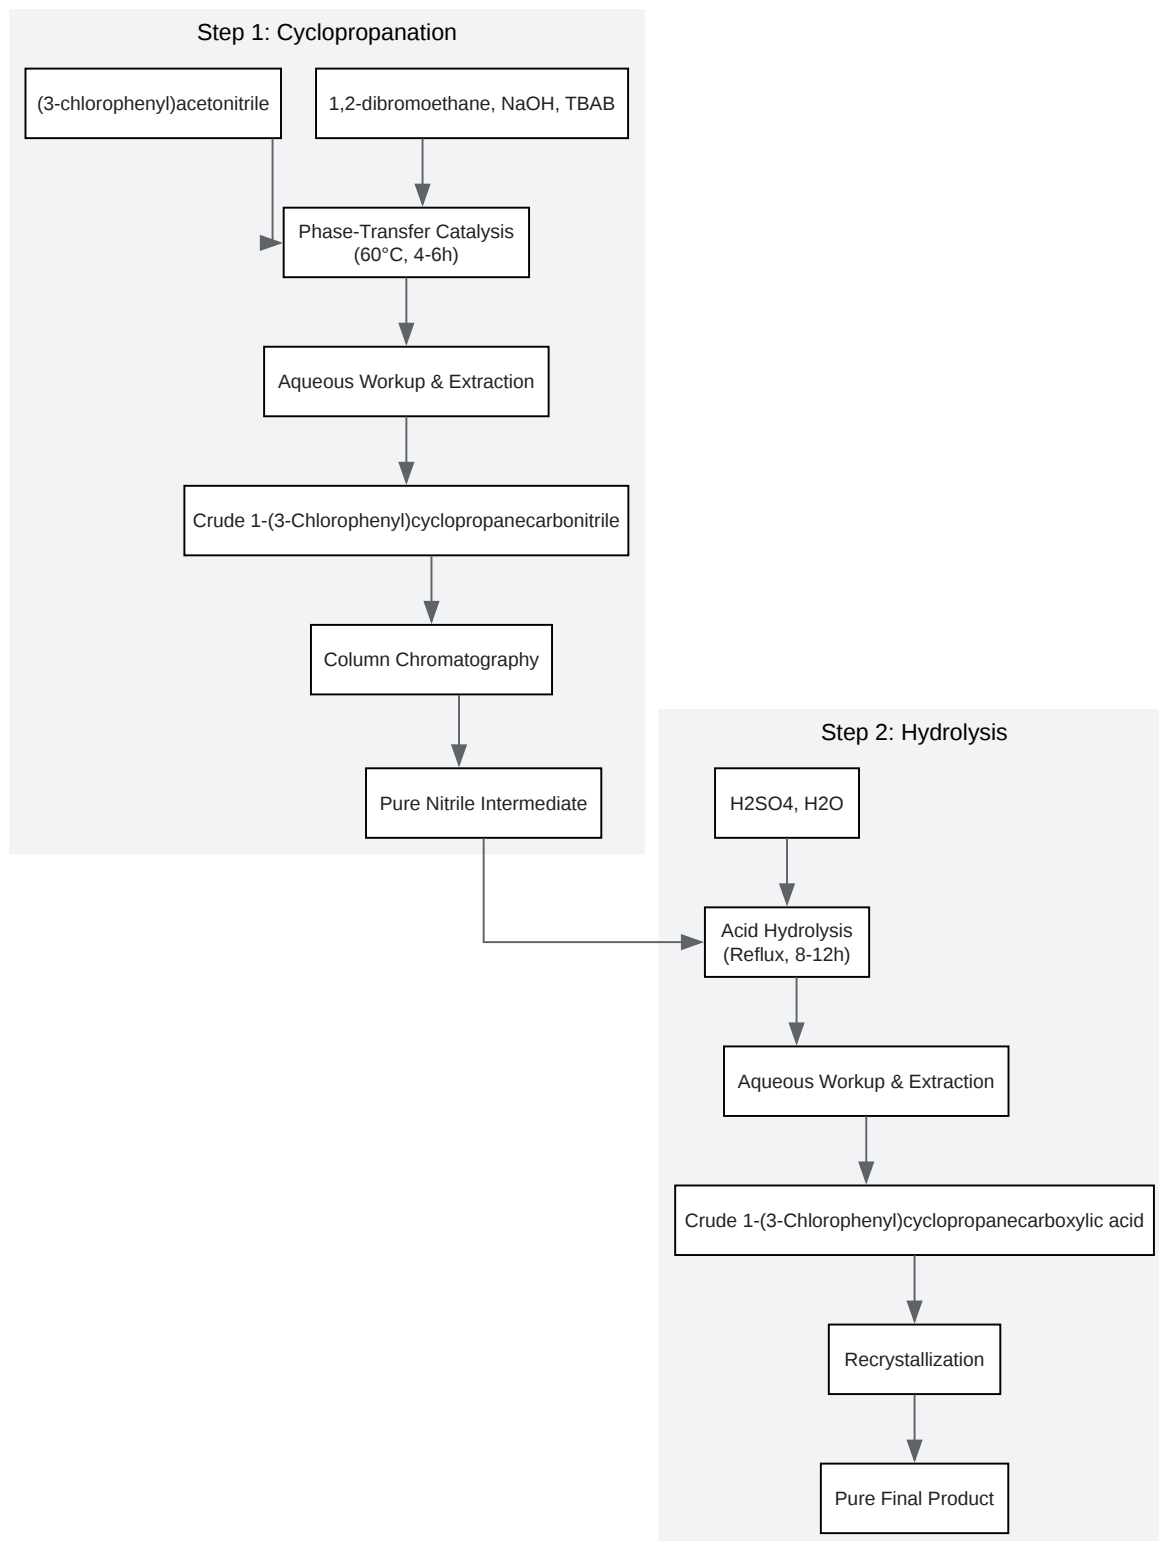 Step 1: Cyclopropanation
(3-chlorophenyl)acetonitrile
1,2-dibromoethane, NaOH, TBAB
Phase-Transfer Catalysis
(60°C, 4-6h)
Aqueous Workup & Extraction
Crude 1-(3-Chlorophenyl)cyclopropanecarbonitrile
Column Chromatography
Pure Nitrile Intermediate
Step 2: Hydrolysis
H2SO4, H2O
Acid Hydrolysis
(Reflux, 8-12h)
Aqueous Workup & Extraction
Crude 1-(3-Chlorophenyl)cyclopropanecarboxylic acid
Recrystallization
Pure Final Product